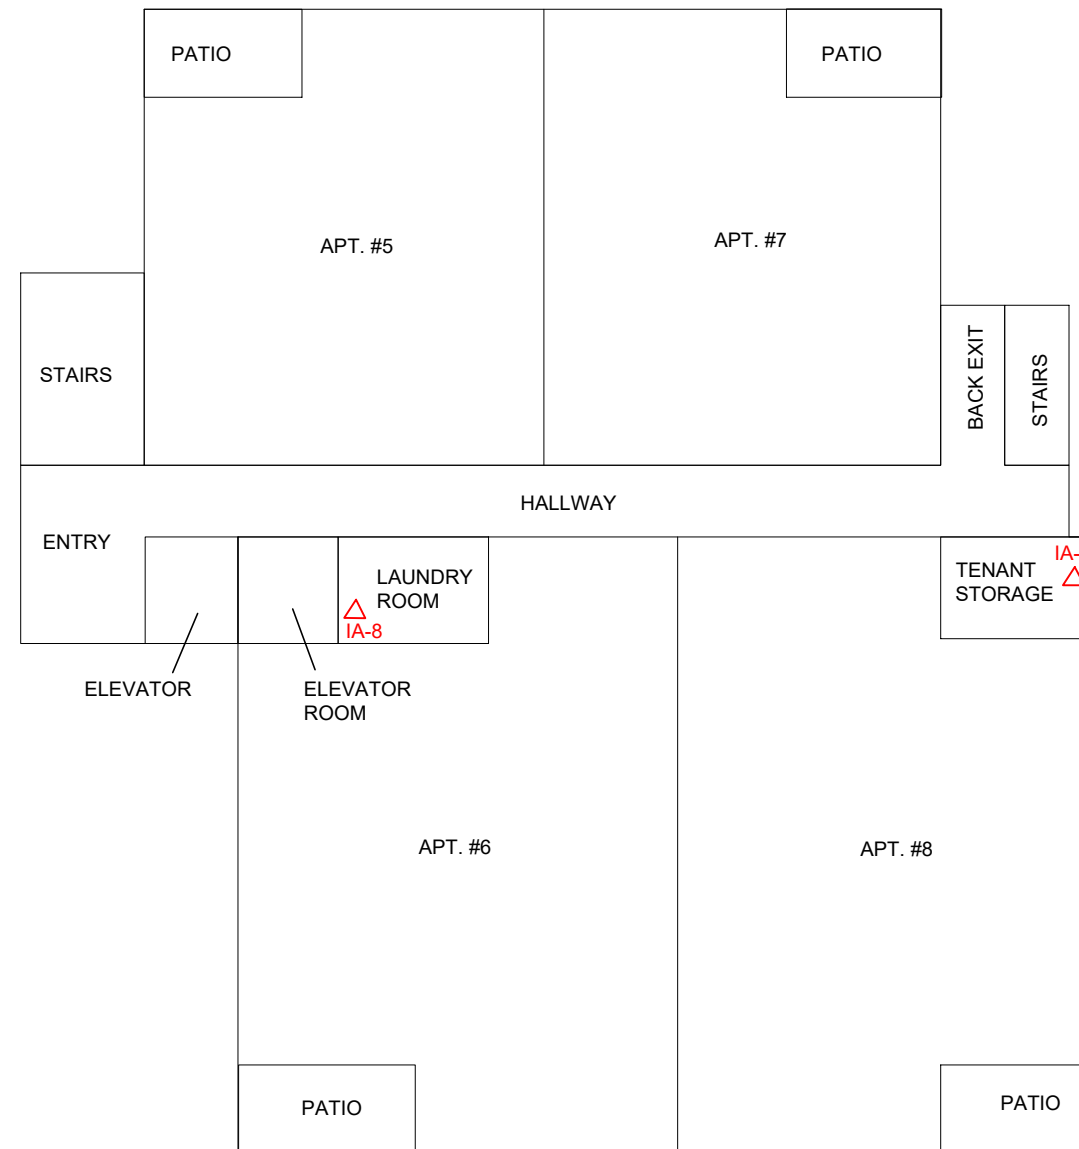 PATIO
PATIO
APT. #5
APT. #7
STAIRS
BACK EXIT
STAIRS
HALLWAY
ENTRY
LAUNDRY
ROOM
IA-8
TENANT
STORAGE
IA-
ELEVATOR
ELEVATOR
ROOM
APT. #6
APT. #8
PATIO
PATIO